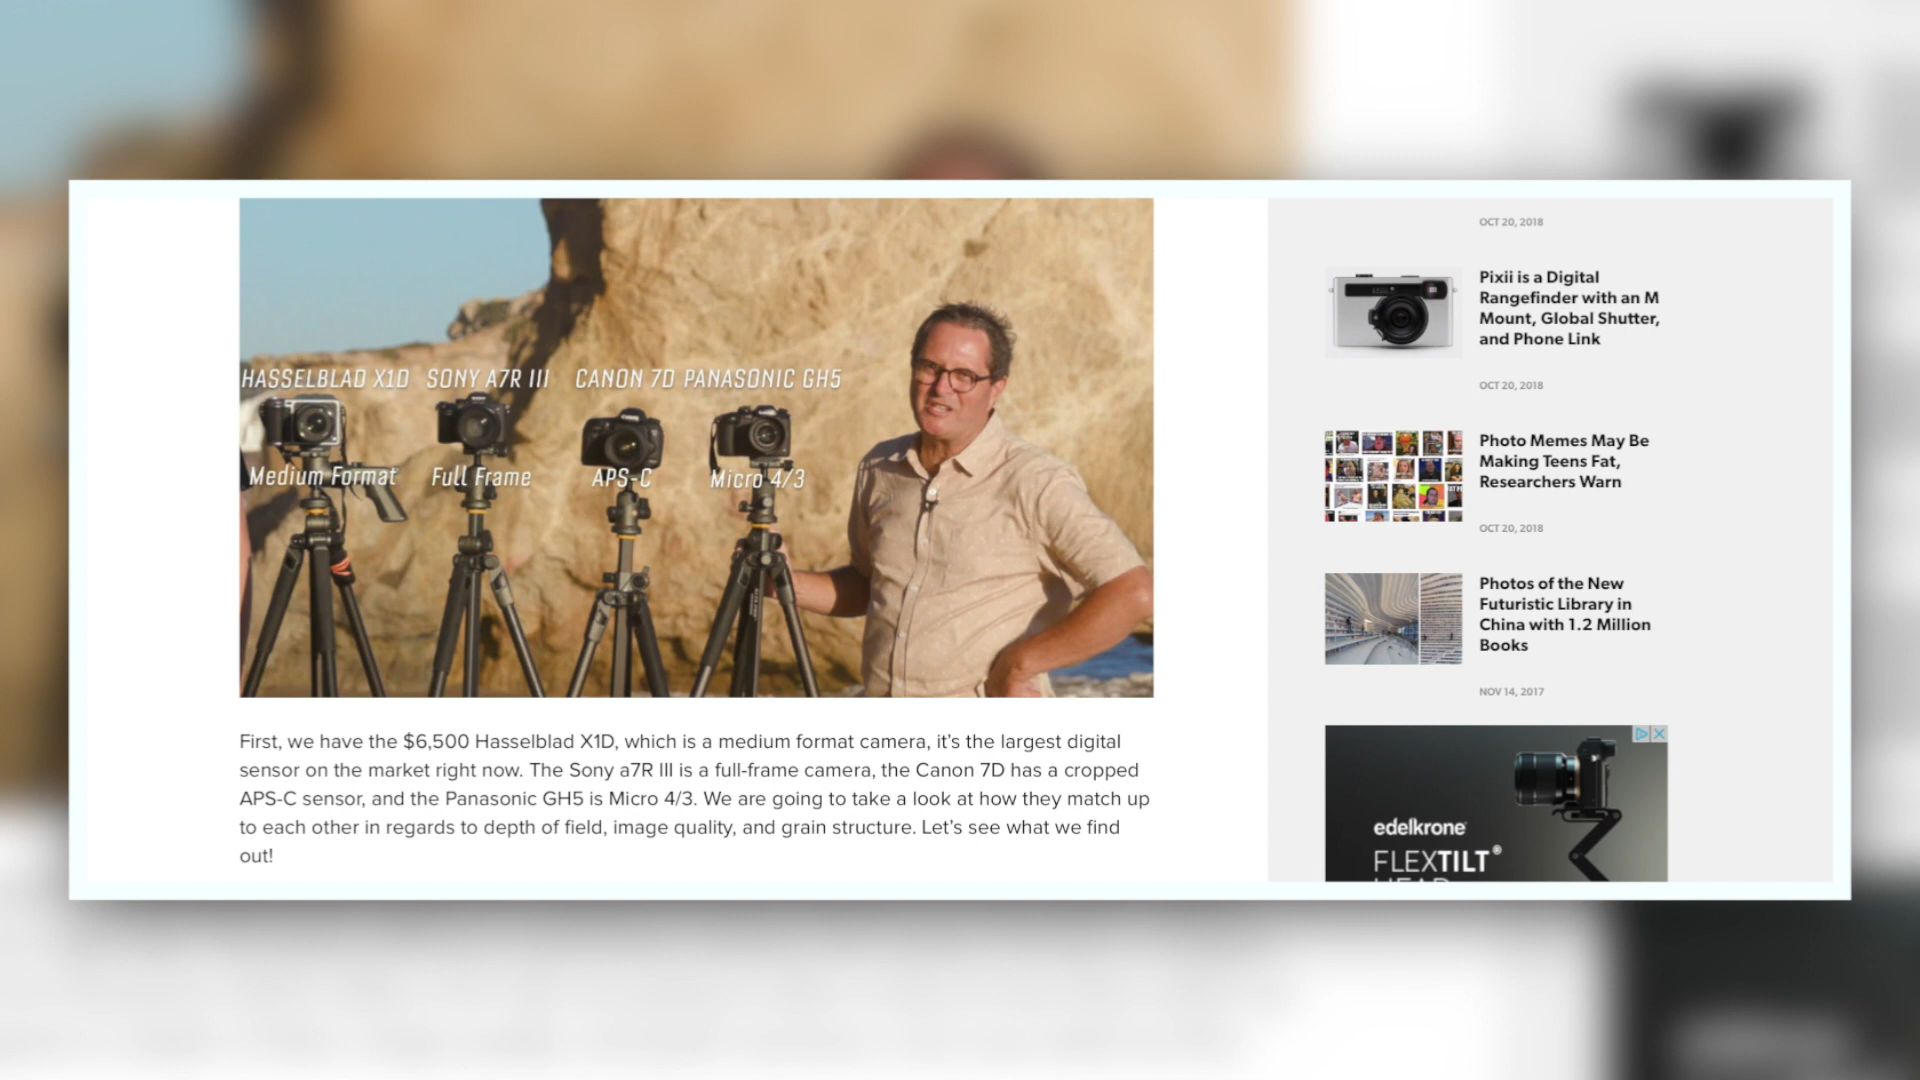 HASSELBLAD X1D SONY A7R III CANON 7D PANASONIC GH5
Medium Format Full Frame APS-C Micro 4/3
First, we have the $6,500 Hasselblad X1D, which is a medium format camera, it's the largest digital
sensor on the market right now. The Sony a7R III is a full-frame camera, the Canon 7D has a cropped
APS-C sensor, and the Panasonic GH5 is Micro 4/3. We are going to take a look at how they match up
to each other in regards to depth of field, image quality, and grain structure. Let's see what we find
out!
OCT 20, 2018
Pixii is a Digital
Rangefinder with an M
Mount, Global Shutter,
and Phone Link
OCT 20, 2018
Photo Memes May Be
Making Teens Fat,
Researchers Warn
OCT 20, 2018
Photos of the New
Futuristic Library in
China with 1.2 Million
Books
NOV 14, 2017
edelkrone
FLEXTILT®